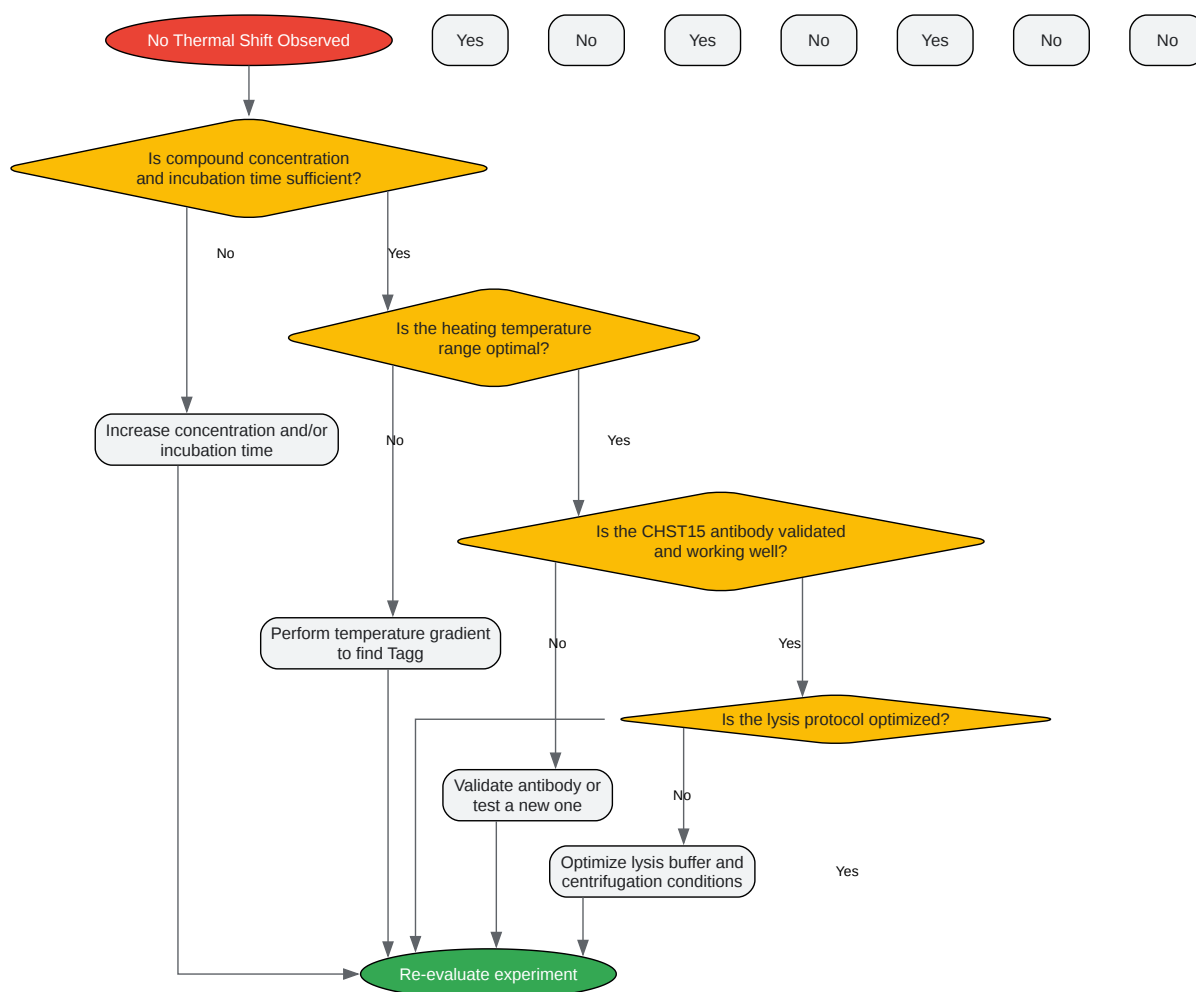 No Thermal Shift Observed
Yes
No
Yes
No
Yes
No
No
Is compound concentration
and incubation time sufficient?
No
Yes
Is the heating temperature
range optimal?
Increase concentration and/or
incubation time
No
Yes
Is the CHST15 antibody validated
and working well?
Perform temperature gradient
to find Tagg
No
Yes
Is the lysis protocol optimized?
Validate antibody or
test a new one
No
Optimize lysis buffer and
centrifugation conditions
Yes
Re-evaluate experiment